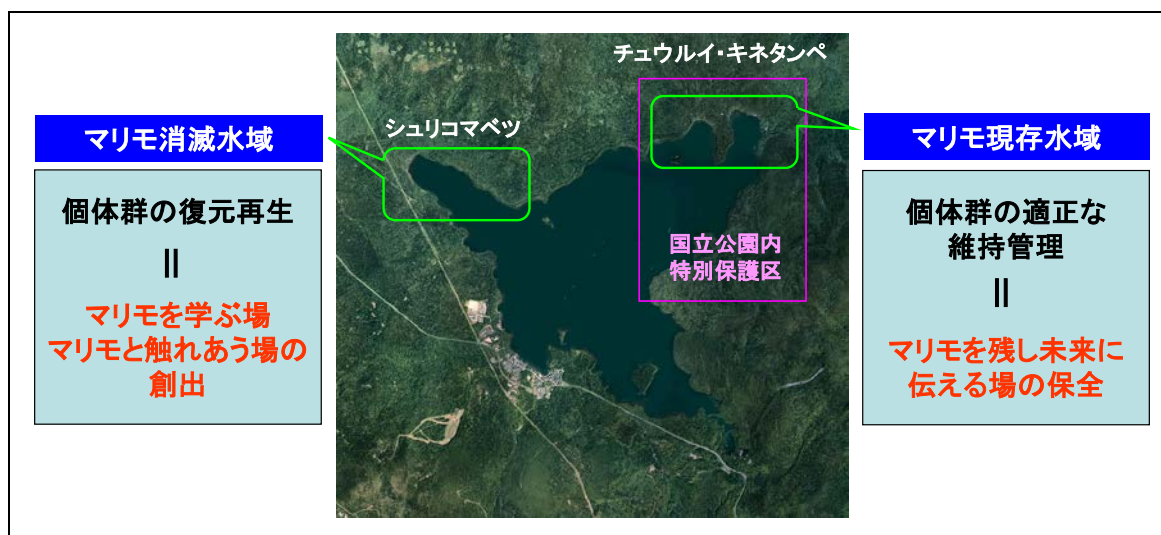 チュウルイ・キネタンペ
シュリコマベツ
マリモ消滅水域
個体群の復元再生
||
マリモを学ぶ場
マリモと触れあう場の
創出
国立公園内
特別保護区
マリモ現存水域
個体群の適正な
維持管理
||
マリモを残し未来に
伝える場の保全